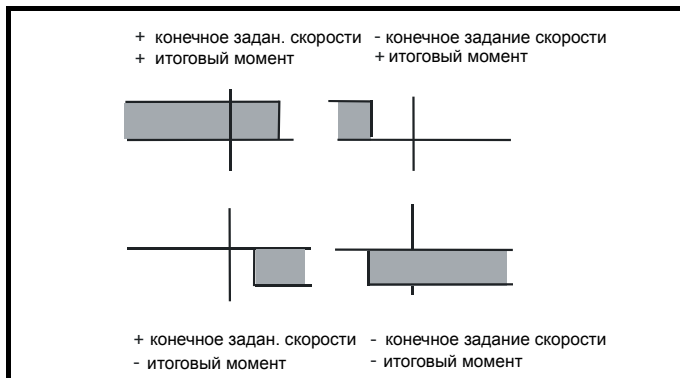 + конечное задан. скорости
+ итоговый момент
- конечное задание скорости
+ итоговый момент
+ конечное задан. скорости
- итоговый момент
- конечное задание скорости
- итоговый момент